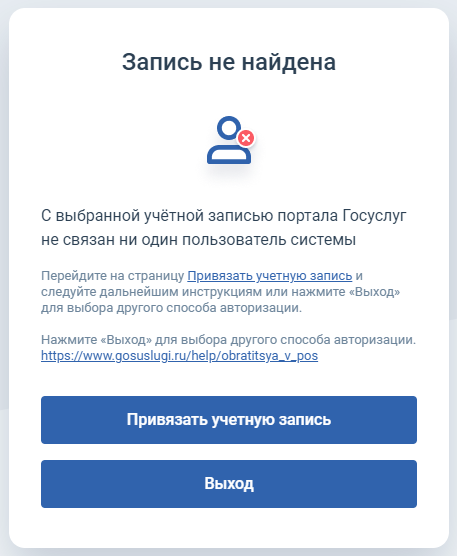 Запись не найдена
С выбранной учётной записью портала Госуслуг
не связан ни один пользователь системы
Перейдите на страницу Привязать учетную запись и
следуйте дальнейшим инструкциям или нажмите «Выход»
для выбора другого способа авторизации.
Нажмите «Выход» для выбора другого способа авторизации.
https://www.gosuslugi.ru/help/obratitsya_v_pos
Привязать учетную запись
Выход